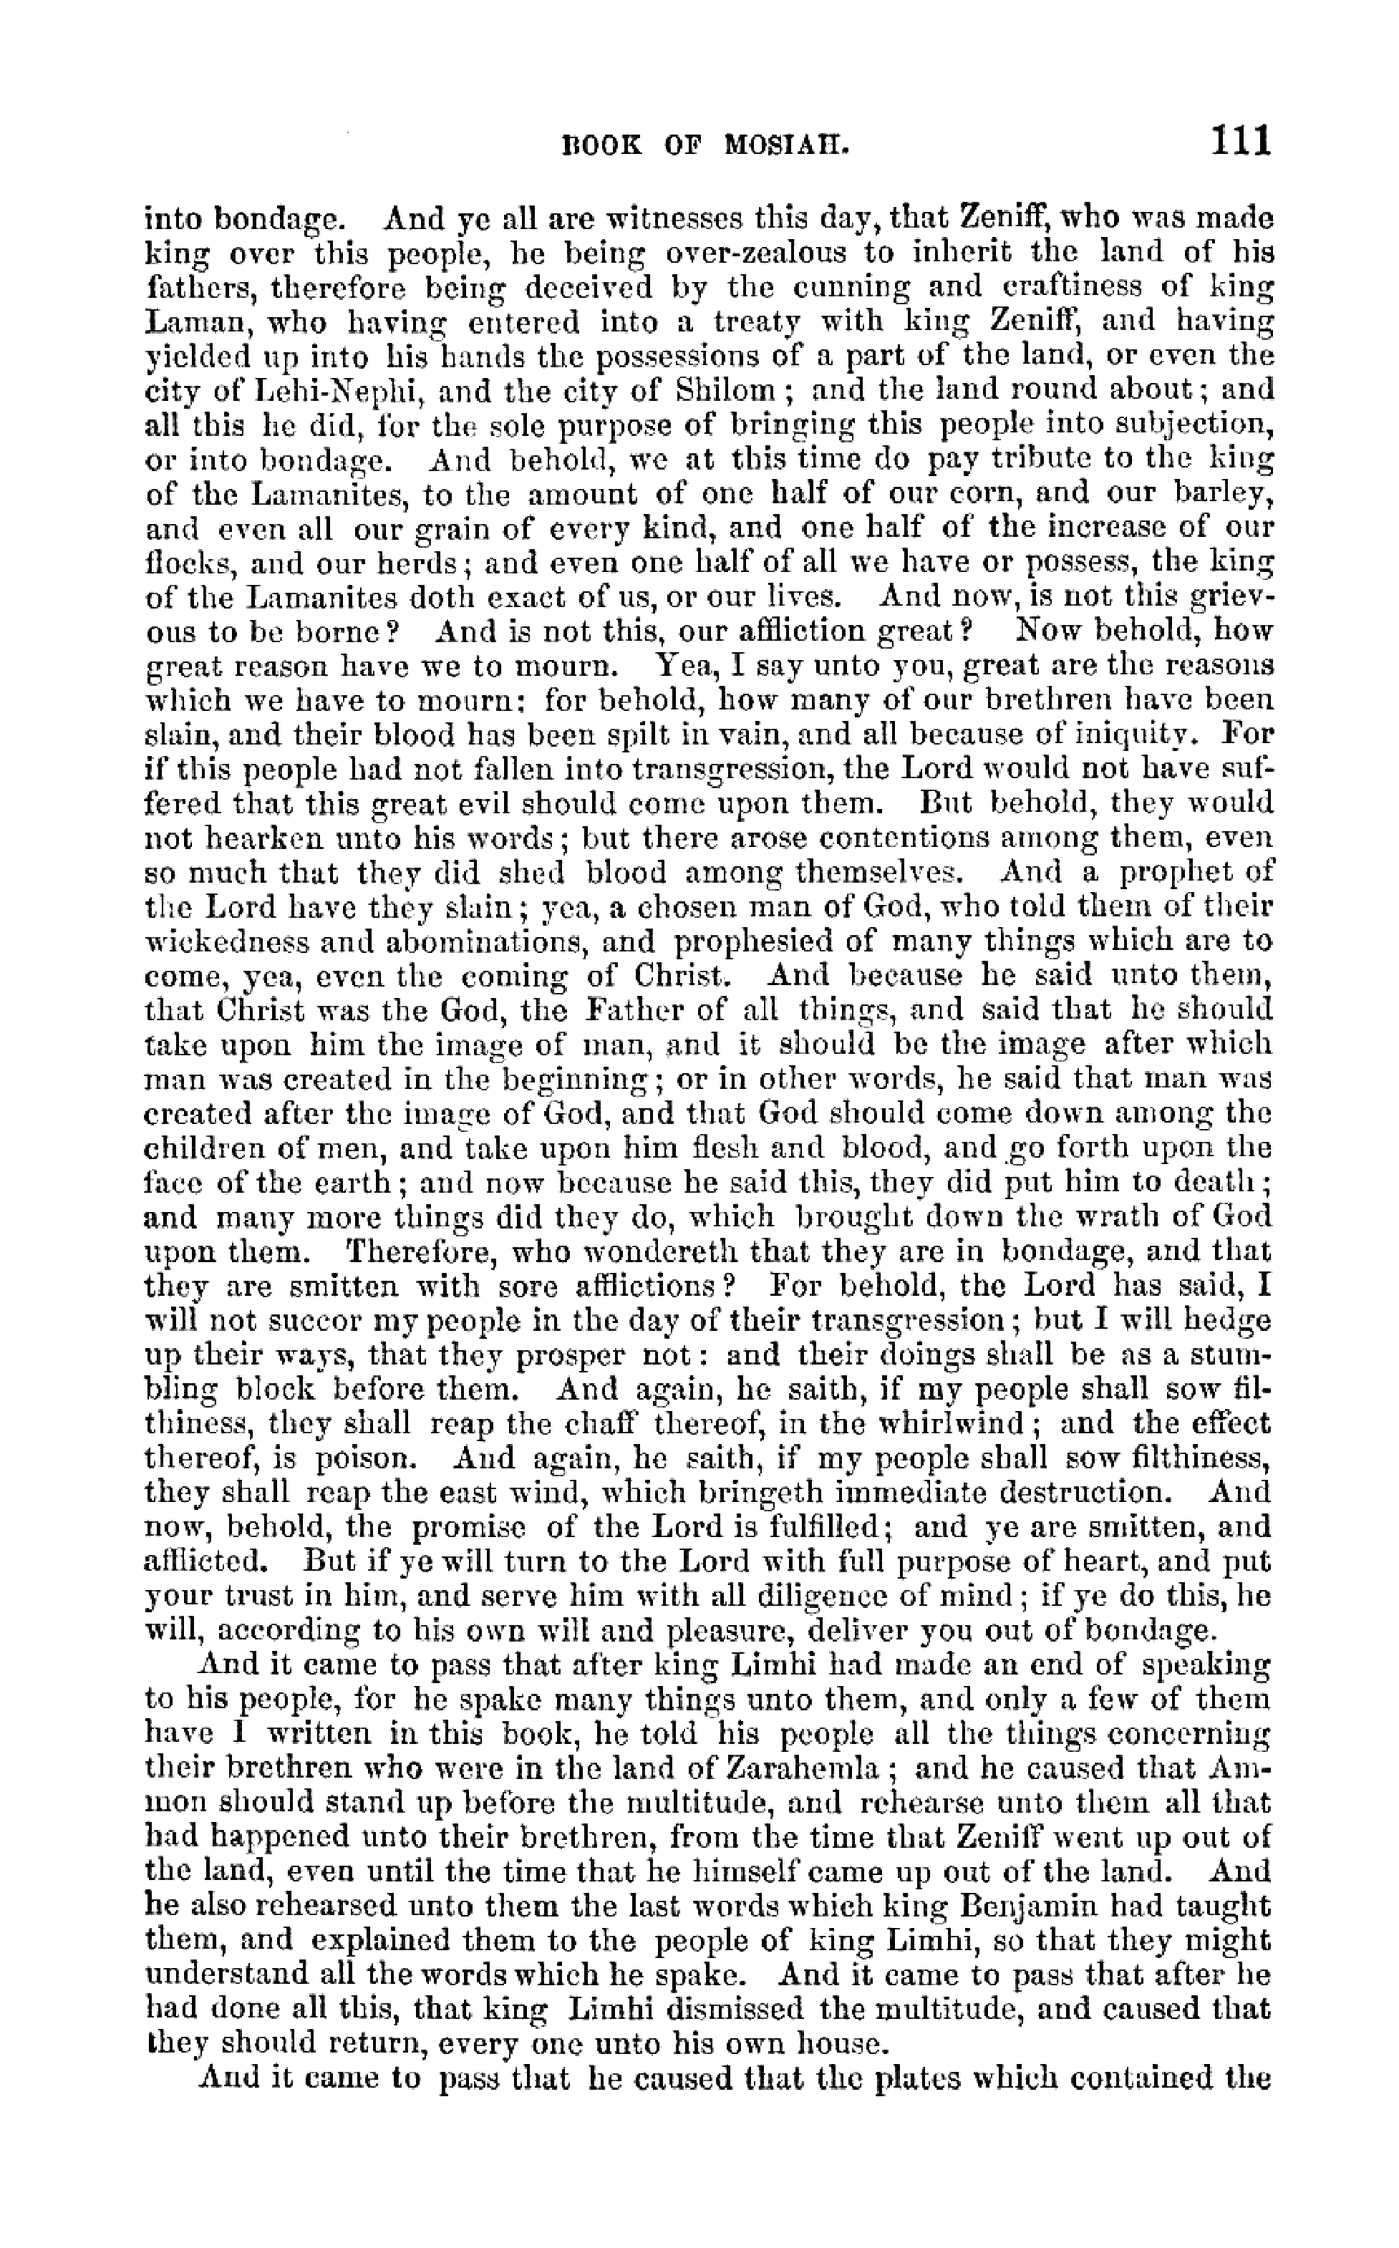 BOOK OF MOSIAH. 111
into bondage. And ye all are witnesses this day, that Zeniff, who was made
king over this people, he being over-zealous to inherit the land of his
fathers, therefore being deceived by the cunning and craftiness of king
Laman, who having entered into a treaty with king Zeniff, and having
yielded up into his hands the possessions of a part of the land, or even the
city of Lehi-Nephi, and the city of Shilom; and the land round about; and
all this he did, for the sole purpose of bringing this people into subjection,
or into bondage. And behold, we at this time do pay tribute to the king
of the Lamanites, to the amount of one half of our corn, and our barley,
and even all our grain of every kind, and one half of the increase of our
flocks, and our herds; and even one half of all we have or possess, the king
of the Lamanites doth exact of us, or our lives. And now, is not this griev-
ous to be borne? And is not this, our affliction great? Now behold, how
great reason have we to mourn. Yea, I say unto you, great are the reasons
which we have to mourn: for behold, how many of our brethren have been
slain, and their blood has been spilt in vain, and all because of iniquity. For
if this people had not fallen into transgression, the Lord would not have suf-
fered that this great evil should come upon them. But behold, they would
not hearken unto his words; but there arose contentions among them, even
so much that they did shed blood among themselves. And a prophet of
the Lord have they slain; yea, a chosen man of God, who told them of their
wickedness and abominations, and prophesied of many things which are to
come, yea, even the coming of Christ. And because he said unto them,
that Christ was the God, the Father of all things, and said that he should
take upon him the image of man, and it should be the image after which
man was created in the beginning; or in other words, he said that man was
created after the image of God, and that God should come down among the
children of men, and take upon him flesh and blood, and go forth upon the
face of the earth; and now because he said this, they did put him to death;
and many more things did they do, which brought down the wrath of God
upon them. Therefore, who wondereth that they are in bondage, and that
they are smitten with sore afflictions? For behold, the Lord has said, I
will not succor my people in the day of their transgression; but I will hedge
up their ways, that they prosper not: and their doings shall be as a stum-
bling block before them. And again, he saith, if my people shall sow fil-
thiness, they shall reap the chaff thereof, in the whirlwind; and the effect
thereof, is poison. And again, he saith, if my people shall sow filthiness,
they shall reap the east wind, which bringeth immediate destruction. And
now, behold, the promise of the Lord is fulfilled; and ye are smitten, and
afflicted. But if ye will turn to the Lord with full purpose of heart, and put
your trust in him, and serve him with all diligence of mind; if ye do this, he
will, according to his own will and pleasure, deliver you out of bondage.
And it came to pass that after king Limhi had made an end of speaking
to his people, for he spake many things unto them, and only a few of them
have I written in this book, he told his people all the things concerning
their brethren who were in the land of Zarahemla; and he caused that Am-
mon should stand up before the multitude, and rehearse unto them all that
had happened unto their brethren, from the time that Zeniff went up out of
the land, even until the time that he himself came up out of the land. And
he also rehearsed unto them the last words which king Benjamin had taught
them, and explained them to the people of king Limhi, so that they might
understand all the words which he spake. And it came to pass that after he
had done all this, that king Limhi dismissed the multitude, and caused that
they should return, every one unto his own house.
And it came to pass that he caused that the plates which contained the